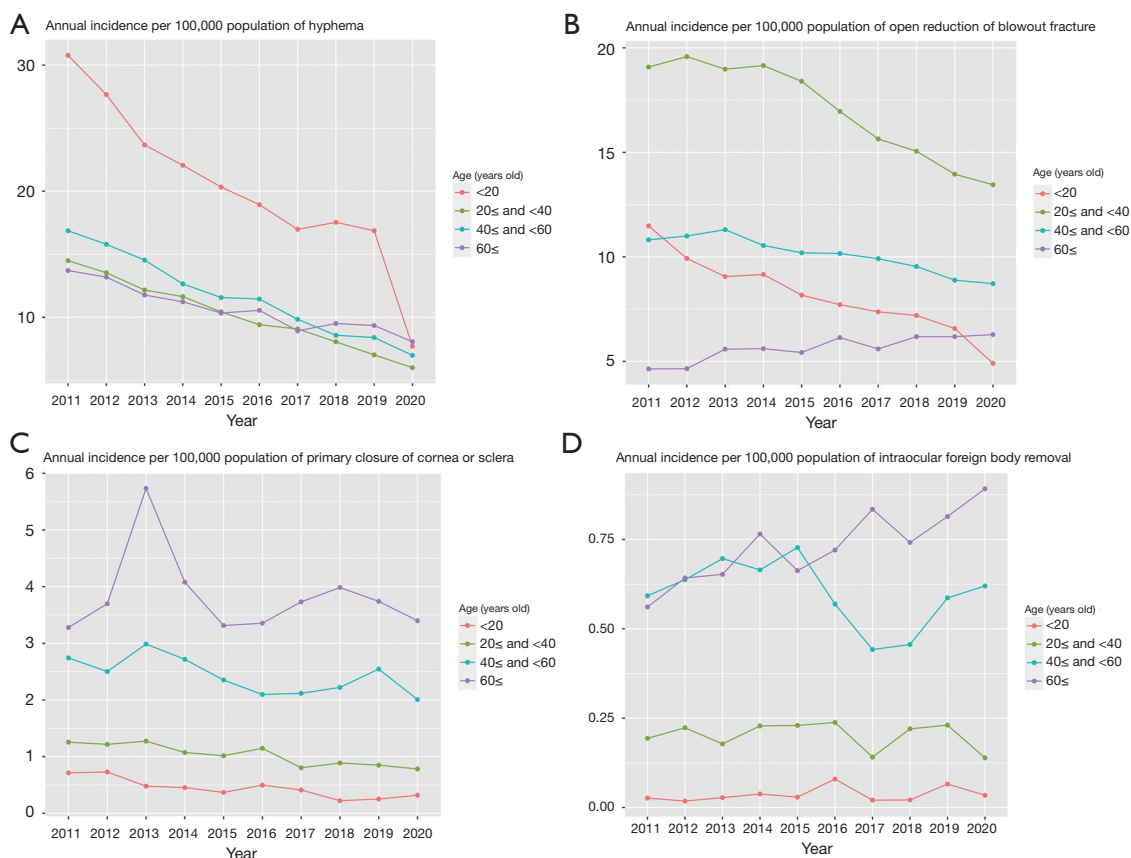 A Annual incidence per 100,000 population of hyphema
30
20
10
2011 2012 2013 2014 2015 2016 2017 2018 2019 2020
Year
Age (years old)
<20
20≤ and <40
40≤ and <60
60≤
B Annual incidence per 100,000 population of open reduction of blowout fracture
20
15
10
5
2011 2012 2013 2014 2015 2016 2017 2018 2019 2020
Year
Age (years old)
<20
20≤ and <40
40≤ and <60
60≤
C Annual incidence per 100,000 population of primary closure of cornea or sclera
6
5
4
3
2
1
0
2011 2012 2013 2014 2015 2016 2017 2018 2019 2020
Year
Age (years old)
<20
20≤ and <40
40≤ and <60
60≤
D Annual incidence per 100,000 population of intraocular foreign body removal
0.75
0.50
0.25
0.00
2011 2012 2013 2014 2015 2016 2017 2018 2019 2020
Year
Age (years old)
<20
20≤ and <40
40≤ and <60
60≤